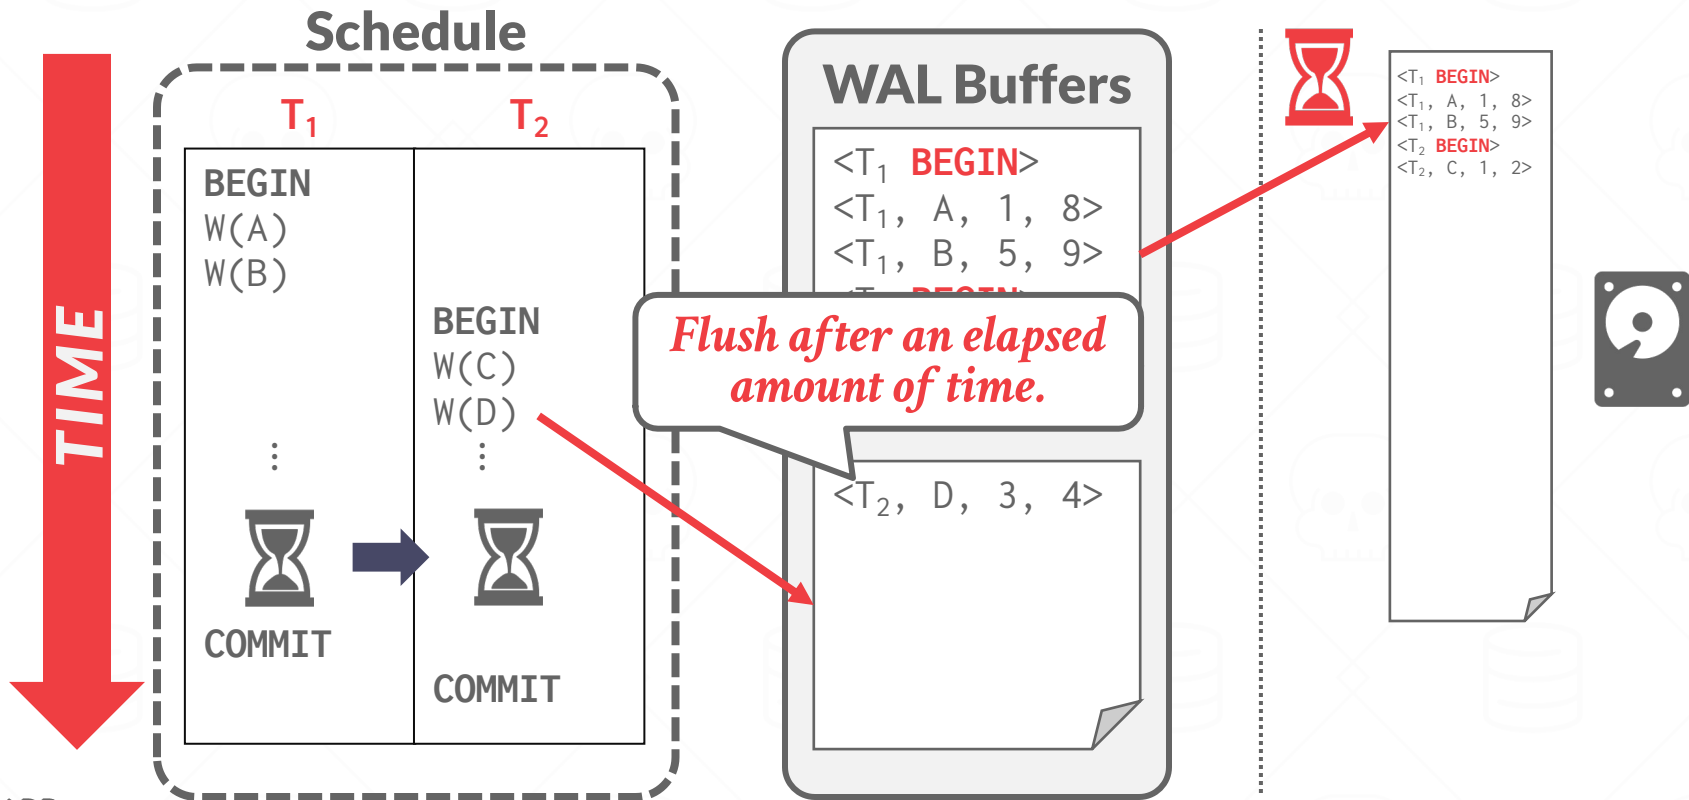 Schedule
TIME
T₁ T₂
BEGIN
W(A)
W(B)
⋮
COMMIT
BEGIN
W(C)
W(D)
⋮
COMMIT
WAL Buffers
<T₁ BEGIN>
<T₁, A, 1, 8>
<T₁, B, 5, 9>
Flush after an elapsed
amount of time.
<T₂, D, 3, 4>
<T₁ BEGIN>
<T₁, A, 1, 8>
<T₁, B, 5, 9>
<T₂ BEGIN>
<T₂, C, 1, 2>